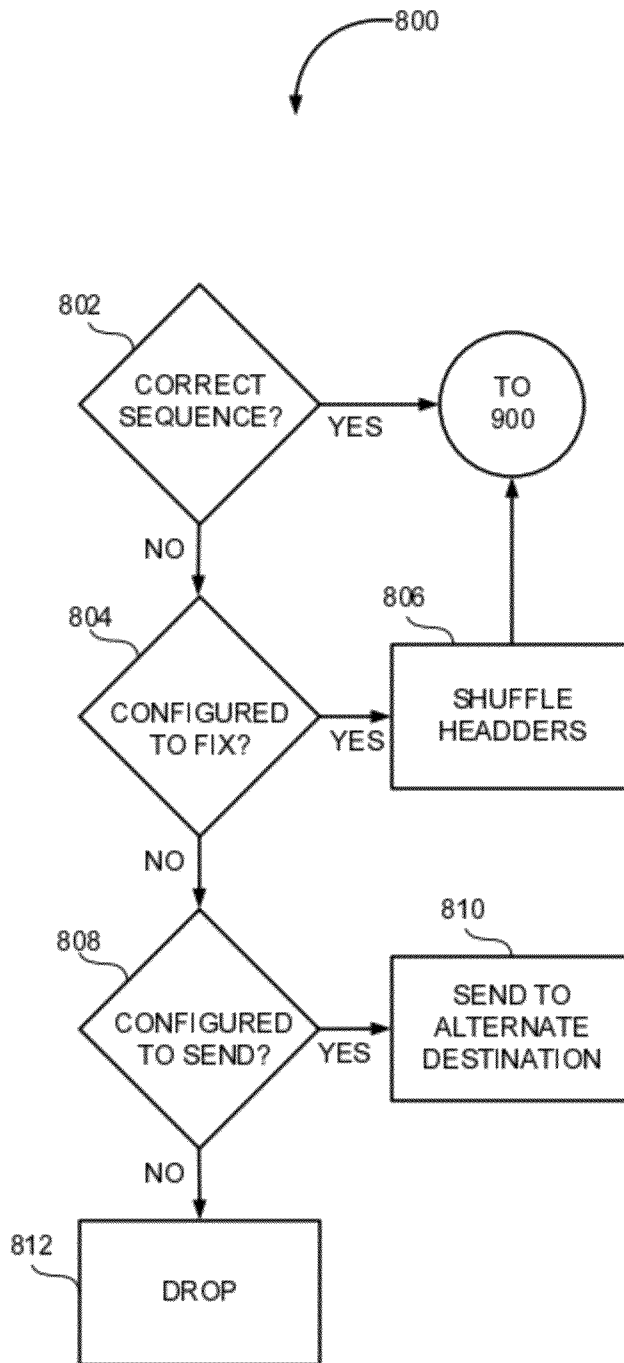 800
802
CORRECT
SEQUENCE?
YES
TO
900
NO
804
CONFIGURED
TO FIX?
YES
806
SHUFFLE
HEADDERS
NO
808
CONFIGURED
TO SEND?
YES
810
SEND TO
ALTERNATE
DESTINATION
NO
812
DROP